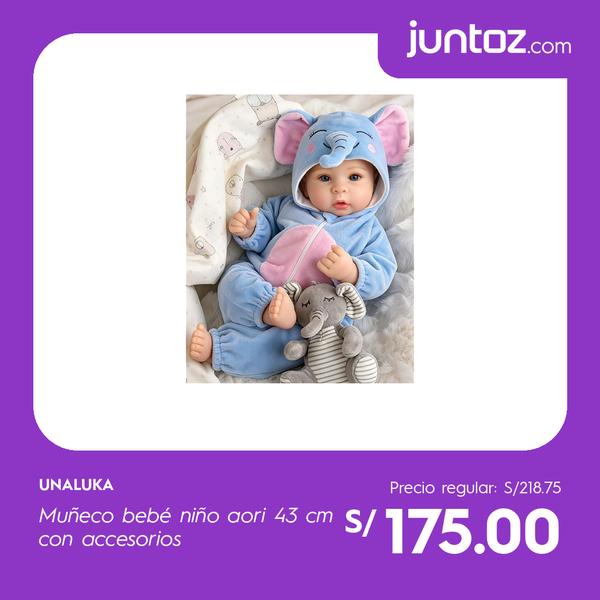 juntoz.com
UNALUKA
Muñeco bebé niño aori 43 cm
con accesorios
Precio regular: S/218.75
S/ 175.00